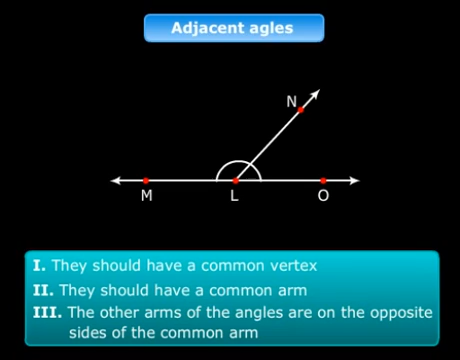 Adjacent agles
N
M
L
O
I. They should have a common vertex
II. They should have a common arm
III. The other arms of the angles are on the opposite
sides of the common arm